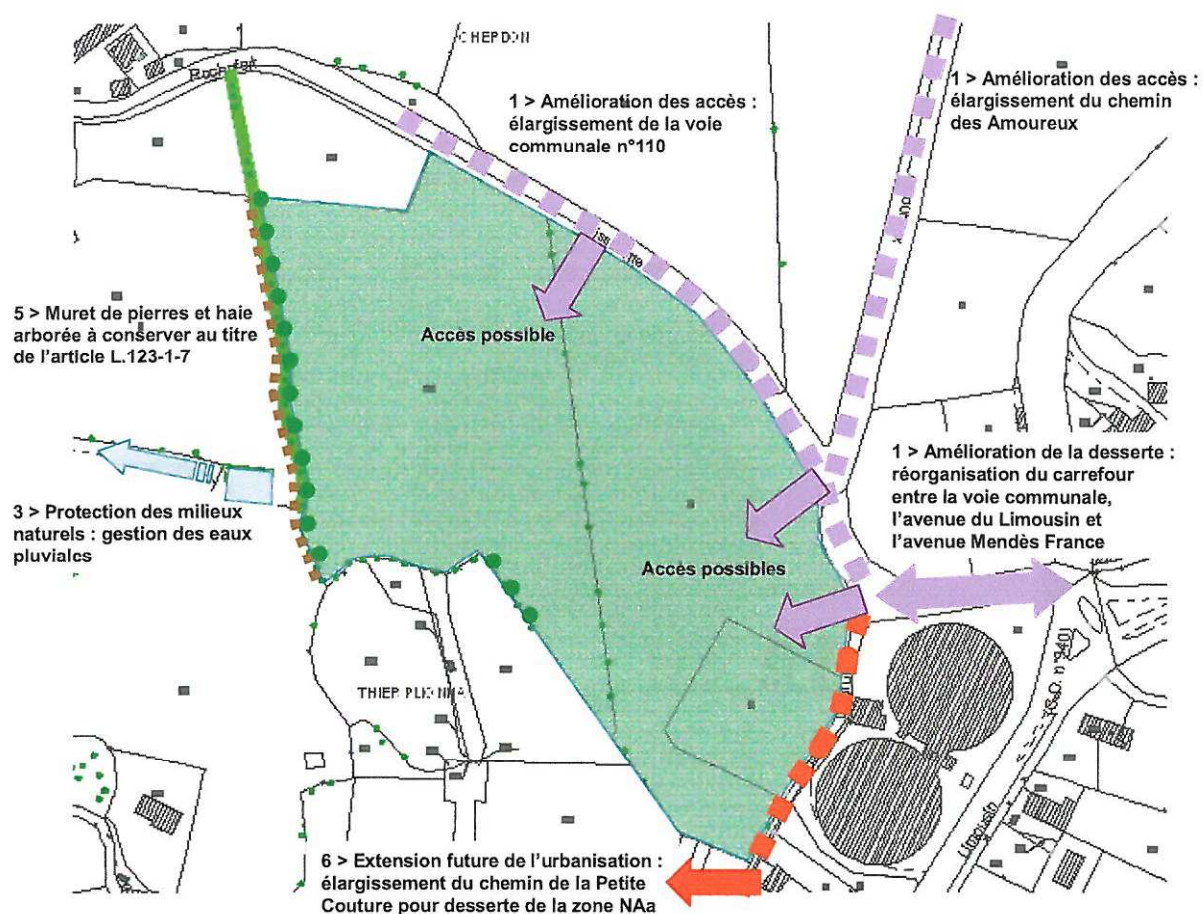 CHERDON
Rochefort
1 > Amélioration des accès :
élargissement de la voie
communale n°110
1 > Amélioration des accès :
élargissement du chemin
des Amoureux
5 > Muret de pierres et haie
arborée à conserver au titre
de l'article L.123-1-7
Accès possible
1 > Amélioration de la desserte :
réorganisation du carrefour
entre la voie communale,
l'avenue du Limousin et
l'avenue Mendès France
3 > Protection des milieux
naturels : gestion des eaux
pluviales
Accès possibles
Limousin
6 > Extension future de l'urbanisation :
élargissement du chemin de la Petite
Couture pour desserte de la zone NAa